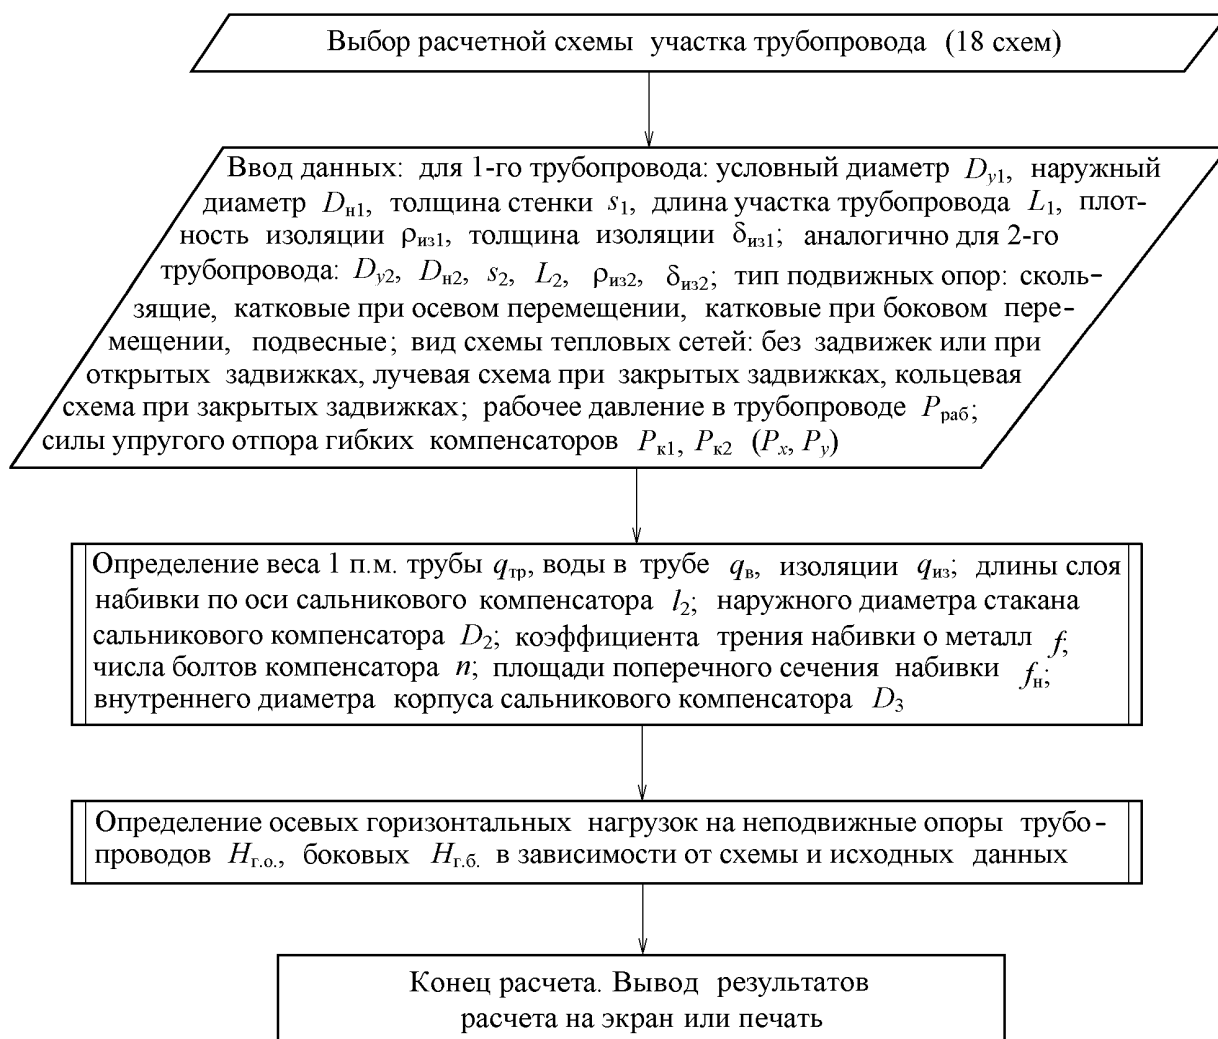 Выбор расчетной схемы участка трубопровода (18 схем)
Ввод данных: для 1-го трубопровода: условный диаметр Dу1, наружный
диаметр Dн1, толщина стенки s1, длина участка трубопровода L1, плот-
ность изоляции ρиз1, толщина изоляции δиз1; аналогично для 2-го
трубопровода: Dу2, Dн2, s2, L2, ρиз2, δиз2; тип подвижных опор: сколь-
зящие, катковые при осевом перемещении, катковые при боковом пере-
мещении, подвесные; вид схемы тепловых сетей: без задвижек или при
открытых задвижках, лучевая схема при закрытых задвижках, кольцевая
схема при закрытых задвижках; рабочее давление в трубопроводе Pраб;
силы упругого отпора гибких компенсаторов Pк1, Pк2 (Px, Py)
Определение веса 1 п.м. трубы qтр, воды в трубе qв, изоляции qиз; длины слоя
набивки по оси сальникового компенсатора l2; наружного диаметра стакана
сальникового компенсатора D2; коэффициента трения набивки о металл f;
числа болтов компенсатора n; площади поперечного сечения набивки fн;
внутреннего диаметра корпуса сальникового компенсатора D3
Определение осевых горизонтальных нагрузок на неподвижные опоры трубо-
проводов Hг.о., боковых Hг.б. в зависимости от схемы и исходных данных
Конец расчета. Вывод результатов
расчета на экран или печать